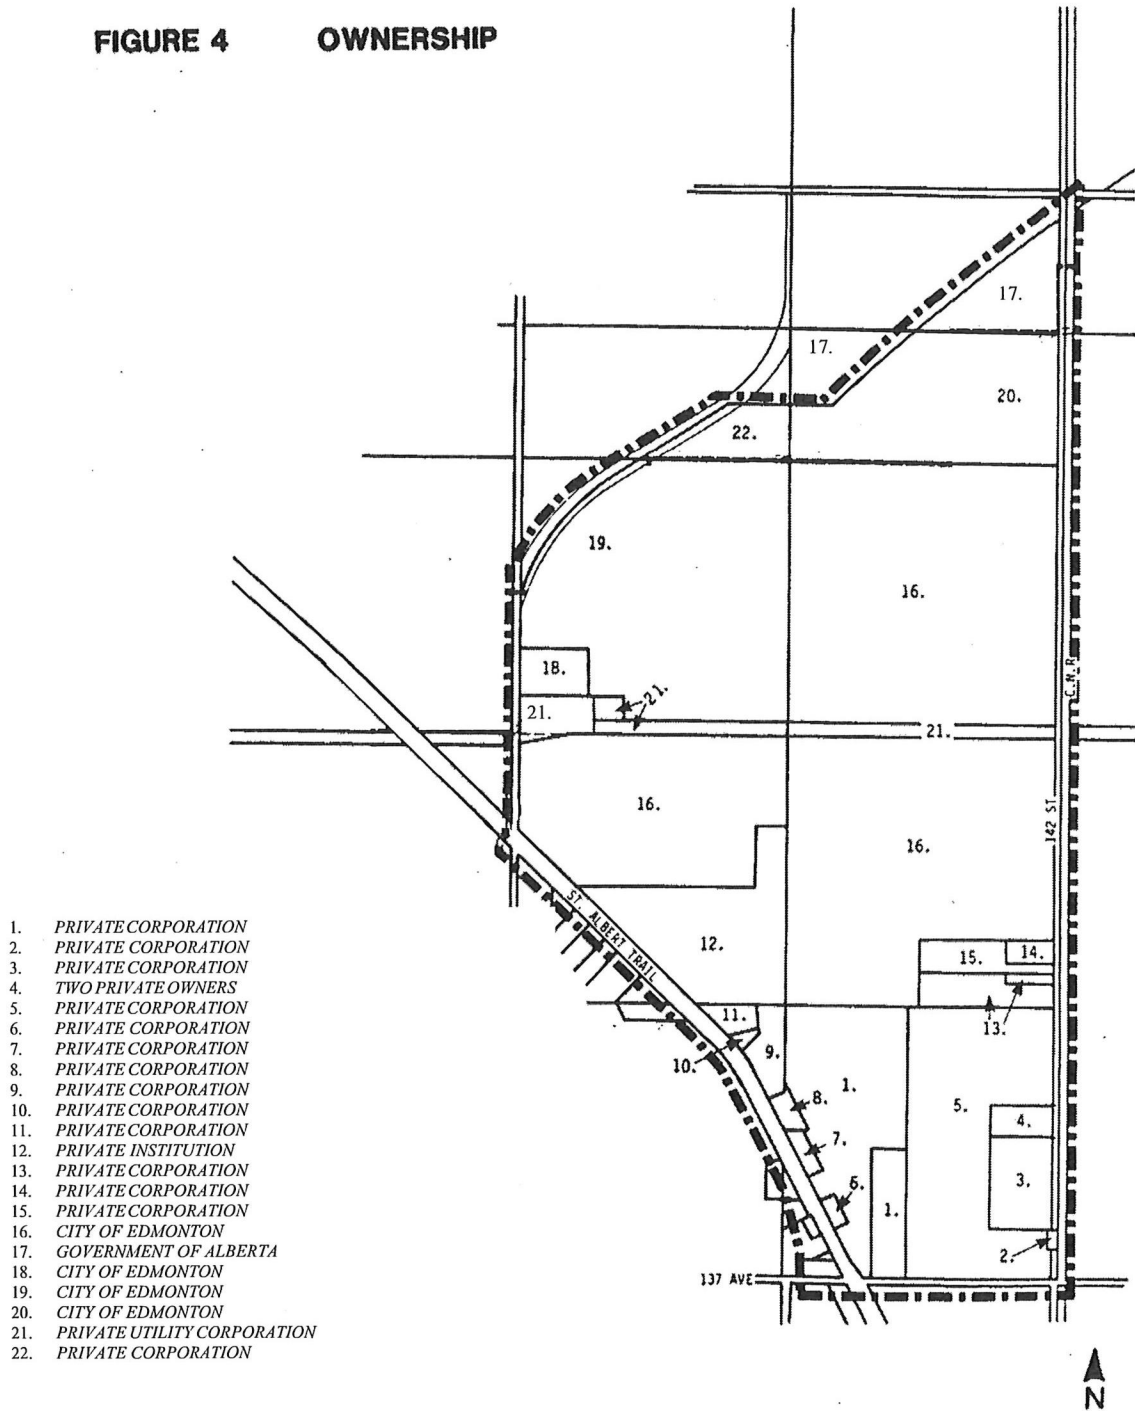 FIGURE 4 OWNERSHIP
17.
17.
20.
22.
19.
16.
C.N.R
18.
21.
21.
21.
16.
142 ST
16.
ST. ALBERT TRAIL
12.
15.
14.
11.
13.
10.
9.
1.
8.
5.
4.
7.
3.
6.
1.
2.
137 AVE
N
1. PRIVATE CORPORATION
2. PRIVATE CORPORATION
3. PRIVATE CORPORATION
4. TWO PRIVATE OWNERS
5. PRIVATE CORPORATION
6. PRIVATE CORPORATION
7. PRIVATE CORPORATION
8. PRIVATE CORPORATION
9. PRIVATE CORPORATION
10. PRIVATE CORPORATION
11. PRIVATE CORPORATION
12. PRIVATE INSTITUTION
13. PRIVATE CORPORATION
14. PRIVATE CORPORATION
15. PRIVATE CORPORATION
16. CITY OF EDMONTON
17. GOVERNMENT OF ALBERTA
18. CITY OF EDMONTON
19. CITY OF EDMONTON
20. CITY OF EDMONTON
21. PRIVATE UTILITY CORPORATION
22. PRIVATE CORPORATION